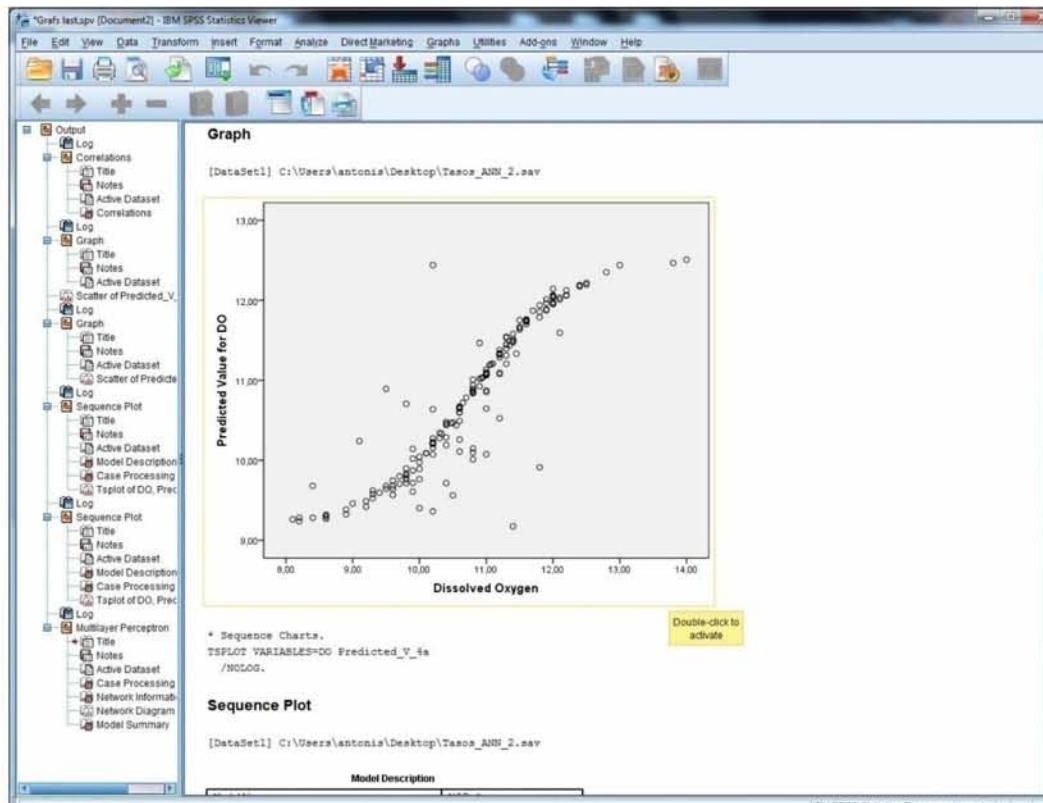 *Grafs last.spv [Document2] - IBM SPSS Statistics Viewer
File Edit View Data Transform Insert Format Analyze Direct Marketing Graphs Utilities Add-ons Window Help
Output
Log
Correlations
Title
Notes
Active Dataset
Correlations
Log
Graph
Title
Notes
Active Dataset
Scatter of Predicted_V_
Log
Graph
Title
Notes
Active Dataset
Scatter of Predicte
Log
Sequence Plot
Title
Notes
Active Dataset
Model Description
Case Processing
Tsplot of DO, Prec
Log
Sequence Plot
Title
Notes
Active Dataset
Model Description
Case Processing
Tsplot of DO, Prec
Log
Multilayer Perceptron
Title
Notes
Active Dataset
Case Processing
Network Informati
Network Diagram
Model Summary
Graph
[DataSet1] C:\Users\antonis\Desktop\Tasos_ANN_2.sav
Predicted Value for DO
13,00
12,00
11,00
10,00
9,00
8,00 9,00 10,00 11,00 12,00 13,00 14,00
Dissolved Oxygen
Double-click to
activate
* Sequence Charts.
TSPLOT VARIABLES=DO Predicted_V_4a
/NOLOG.
Sequence Plot
[DataSet1] C:\Users\antonis\Desktop\Tasos_ANN_2.sav
Model Description